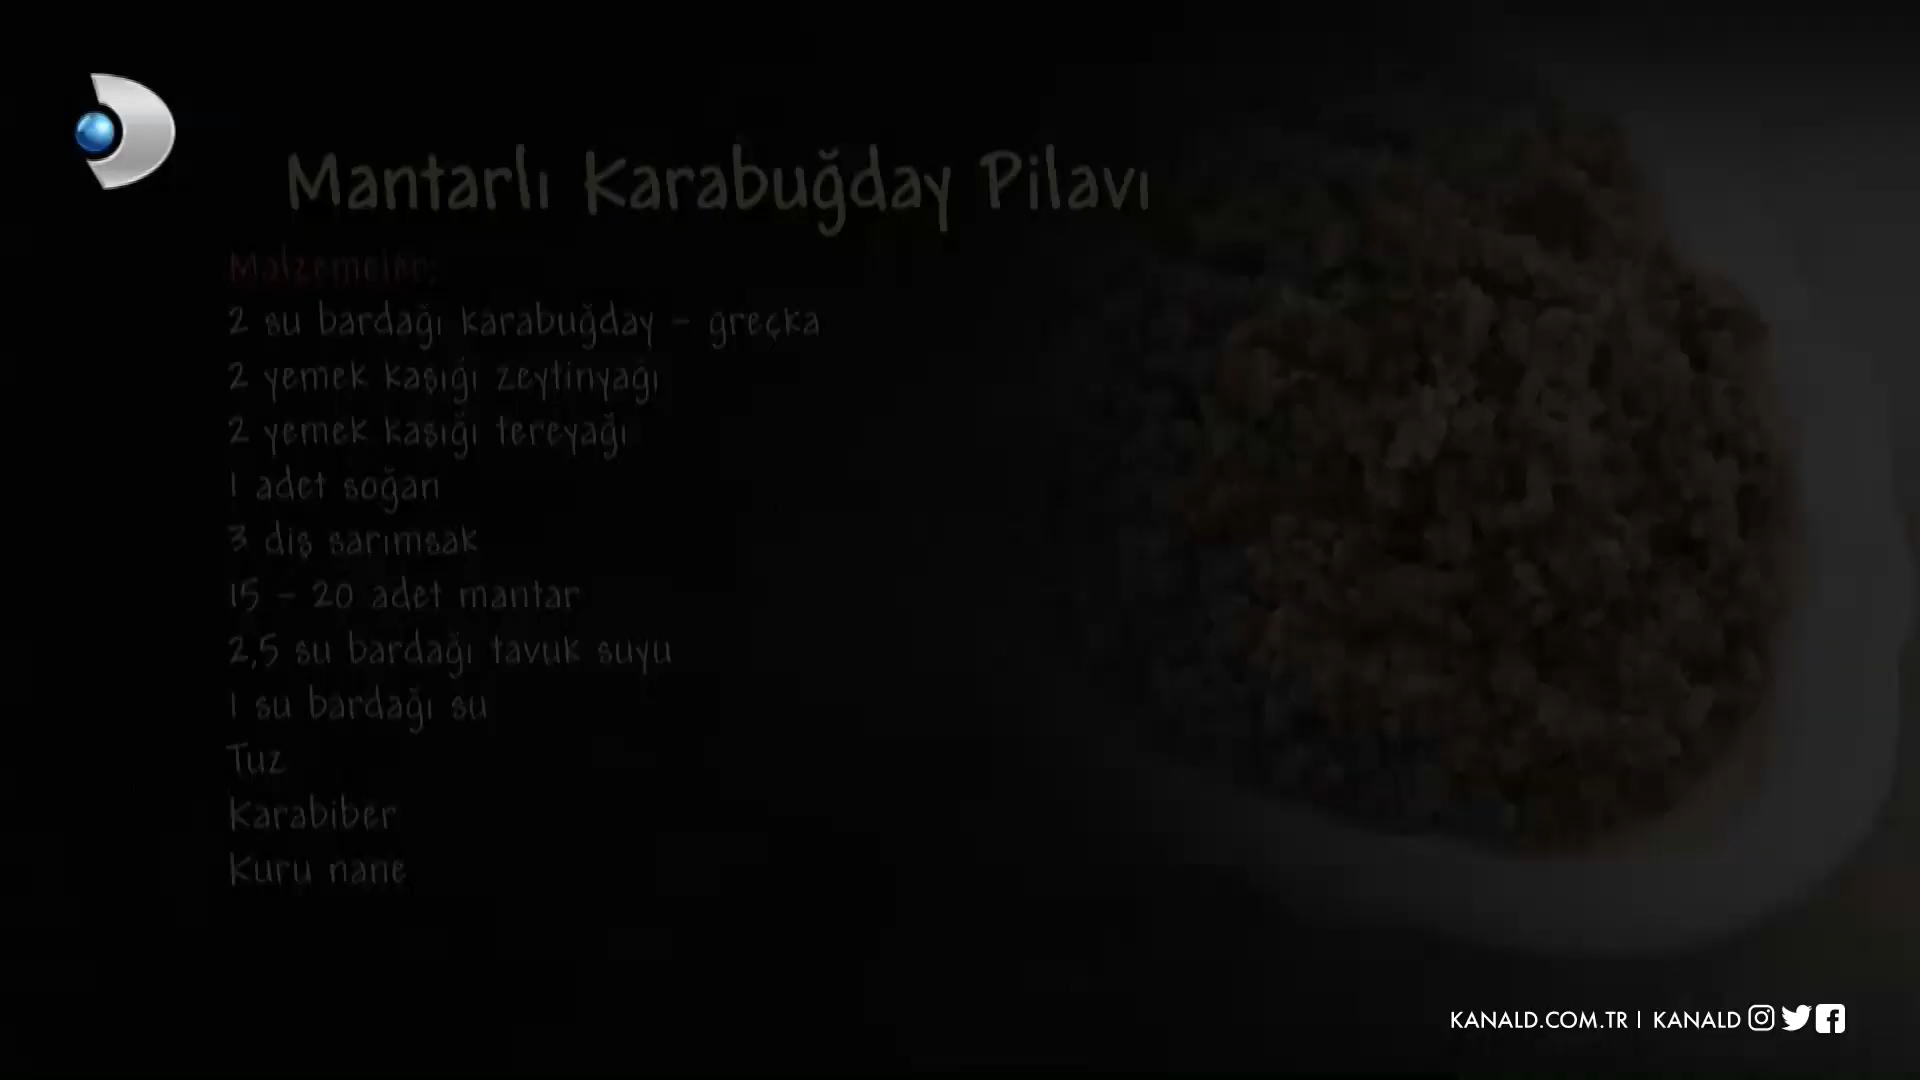 Mantarlı Karabuğday Pilavı
Malzemeler:
2 su bardağı karabuğday - greçka
2 yemek kaşığı zeytinyağı
2 yemek kaşığı tereyağı
1 adet soğan
3 diş sarımsak
15 - 20 adet mantar
2,5 su bardağı tavuk suyu
1 su bardağı su
Tuz
Karabiber
Kuru nane
KANALD.COM.TR | KANALD